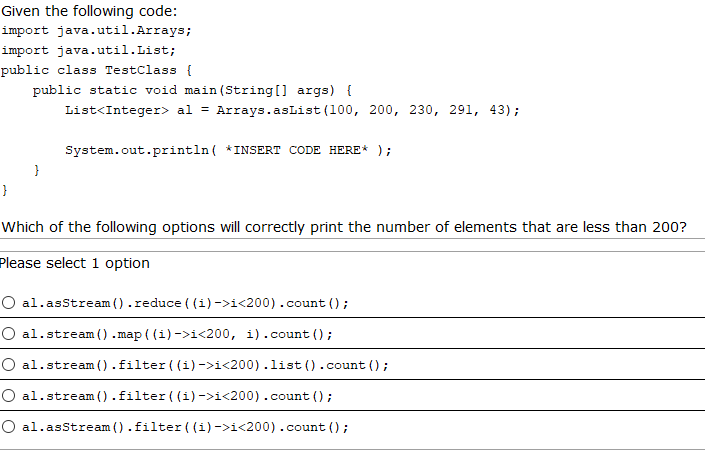 Given the following code:
import java.util.Arrays;
import java.util.List;
public class TestClass {
    public static void main(String[] args) {
        List<Integer> al = Arrays.asList(100, 200, 230, 291, 43);
        System.out.println( *INSERT CODE HERE* );
    }
}
Which of the following options will correctly print the number of elements that are less than 200?
Please select 1 option
al.asStream().reduce((i)->i<200).count();
al.stream().map((i)->i<200, i).count();
al.stream().filter((i)->i<200).list().count();
al.stream().filter((i)->i<200).count();
al.asStream().filter((i)->i<200).count();